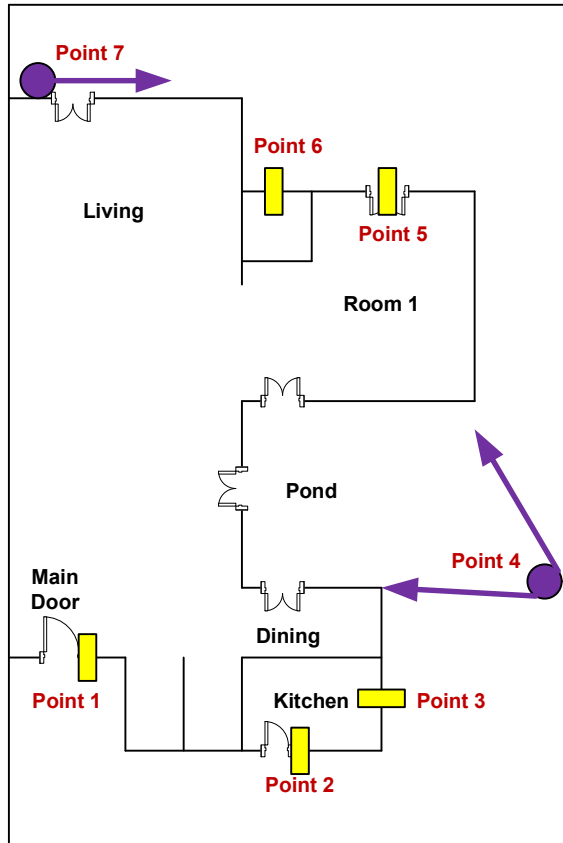 Point 7
Point 6
Living
Point 5
Room 1
Pond
Point 4
Main
Door
Dining
Point 1
Kitchen
Point 3
Point 2